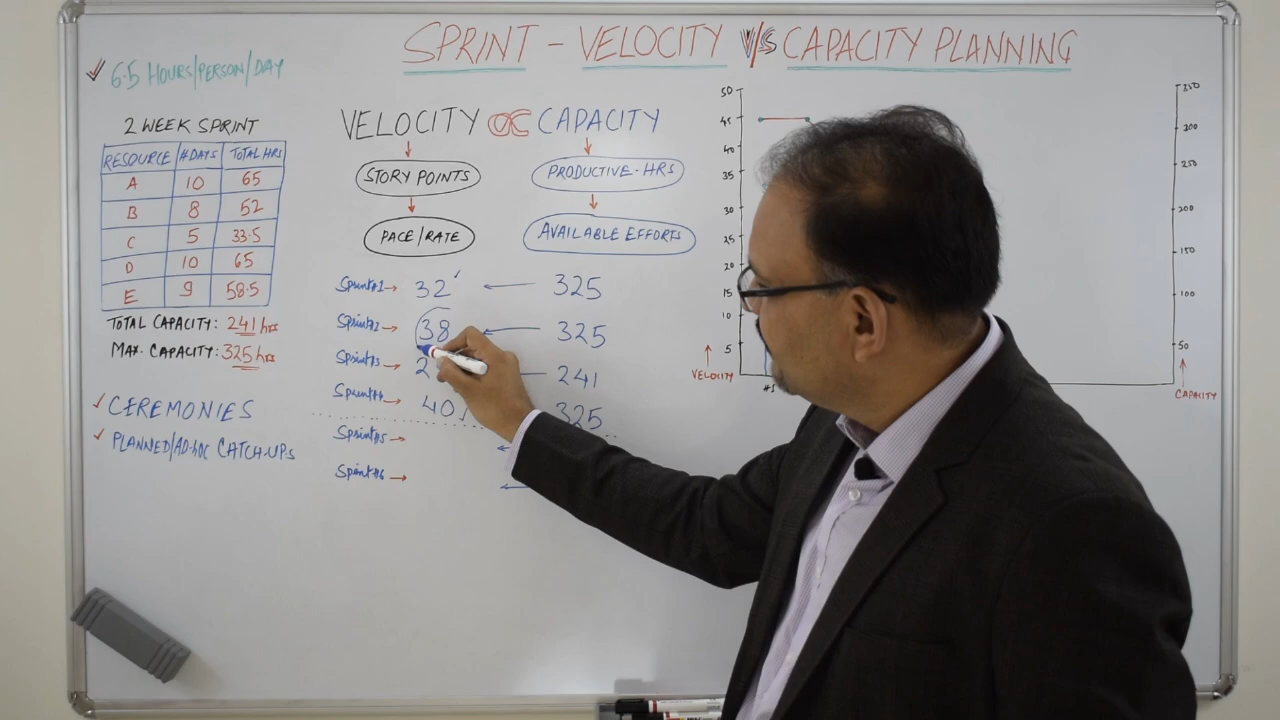 SPRINT - VELOCITY V/S CAPACITY PLANNING
6.5 HOURS/PERSON/DAY
2 WEEK SPRINT
RESOURCE #DAYS TOTAL HRS
A 10 65
B 8 52
C 5 33.5
D 10 65
E 9 58.5
TOTAL CAPACITY: 241 hrs
MAX. CAPACITY: 325 hrs
CEREMONIES
PLANNED/AD-hOC CATCH-UPS
VELOCITY ∝ CAPACITY
STORY POINTS PRODUCTIVE-HRS
PACE/RATE AVAILABLE EFFORTS
Sprint#1 → 32 ← 325
Sprint#2 → 38 ← 325
Sprint#3 → 241
Sprint#4 → 40 325
Sprint#5 → ←
Sprint#6 → ←
50
45
40
35
30
25
20
15
10
5
VELOCITY
#1
300
250
200
150
100
50
CAPACITY